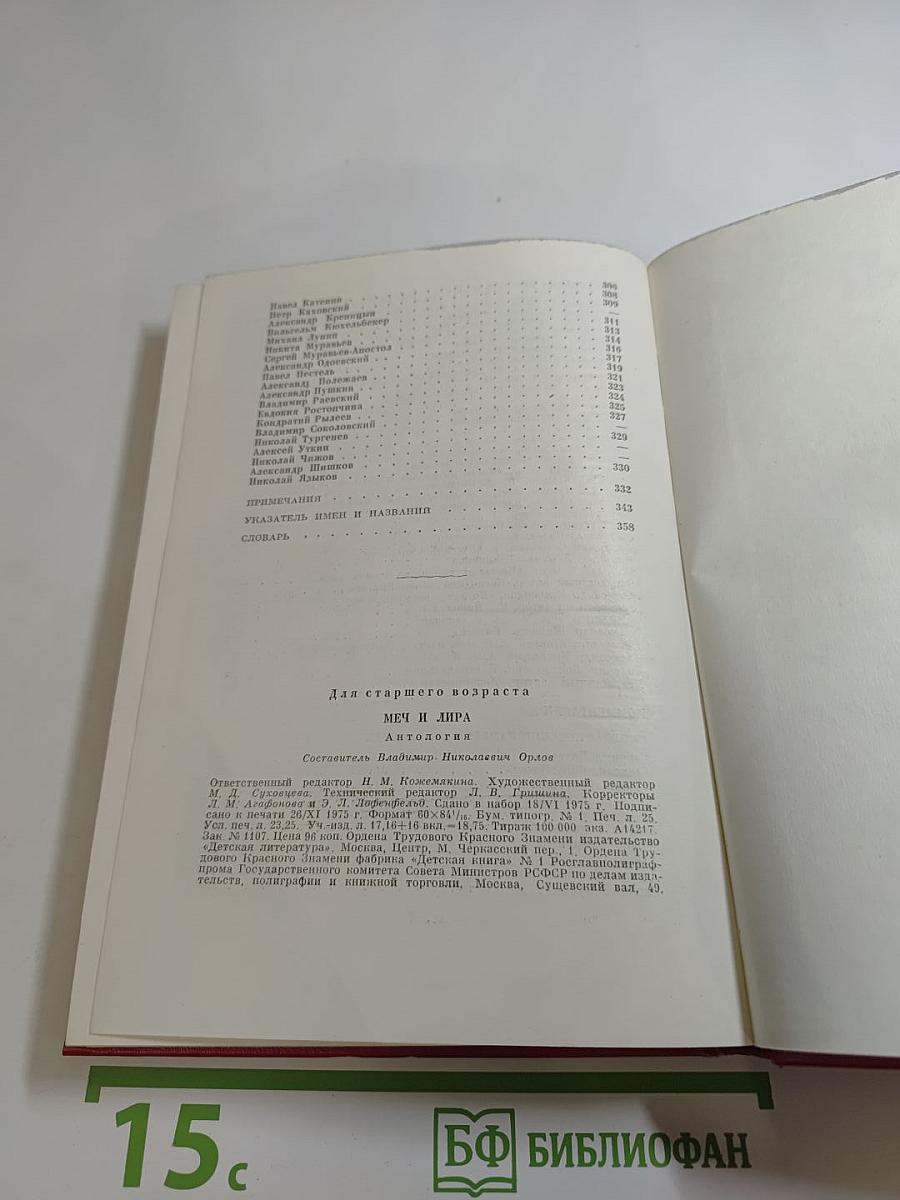 Павел Катенин 306
Петр Каховский 308
Александр Креницын 309
Вильгельм Кюхельбекер —
Михаил Лунин 311
Никита Муравьев 313
Сергей Муравьев-Апостол 314
Александр Одоевский 316
Павел Пестель 317
Александр Полежаев 319
Александр Пушкин 321
Владимир Раевский 323
Евдокия Ростопчина 324
Кондратий Рылеев 325
Владимир Соколовский 327
Николай Тургенев —
Алексей Уткин 329
Николай Чижов —
Александр Шишков —
Николай Языков 330
ПРИМЕЧАНИЯ 332
УКАЗАТЕЛЬ ИМЕН И НАЗВАНИЙ 343
СЛОВАРЬ 358
Для старшего возраста
МЕЧ И ЛИРА
Антология
Составитель Владимир Николаевич Орлов
Ответственный редактор Н. М. Кожемякина. Художественный редактор
М. Д. Суховцева. Технический редактор Л. В. Гришина. Корректоры
Л. М. Агафонова и Э. Л. Лофенфельд. Сдано в набор 18/VI 1975 г. Подпи-
сано к печати 26/XI 1975 г. Формат 60×84¹/₁₆. Бум. типогр. № 1. Печ. л. 25.
Усл. печ. л. 23,25. Уч.-изд. л. 17,16+16 вкл.=18,75. Тираж 100 000 экз. А14217.
Зак. № 1107. Цена 96 коп. Ордена Трудового Красного Знамени издательство
«Детская литература». Москва, Центр, М. Черкасский пер., 1. Ордена Тру-
дового Красного Знамени фабрика «Детская книга» № 1 Росглавполиграф-
прома Государственного комитета Совета Министров РСФСР по делам изда-
тельств, полиграфии и книжной торговли. Москва, Сущевский вал, 49.
15 с
БФ БИБЛИОФАН